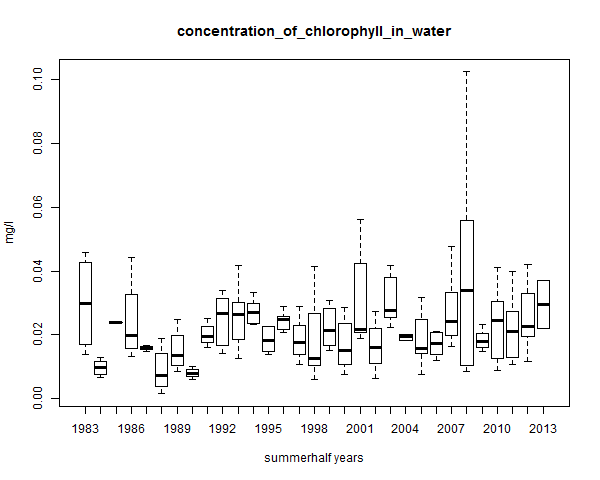 concentration_of_chlorophyll_in_water
mg/l
0.10
0.08
0.06
0.04
0.02
0.00
1983 1986 1989 1992 1995 1998 2001 2004 2007 2010 2013
summerhalf years